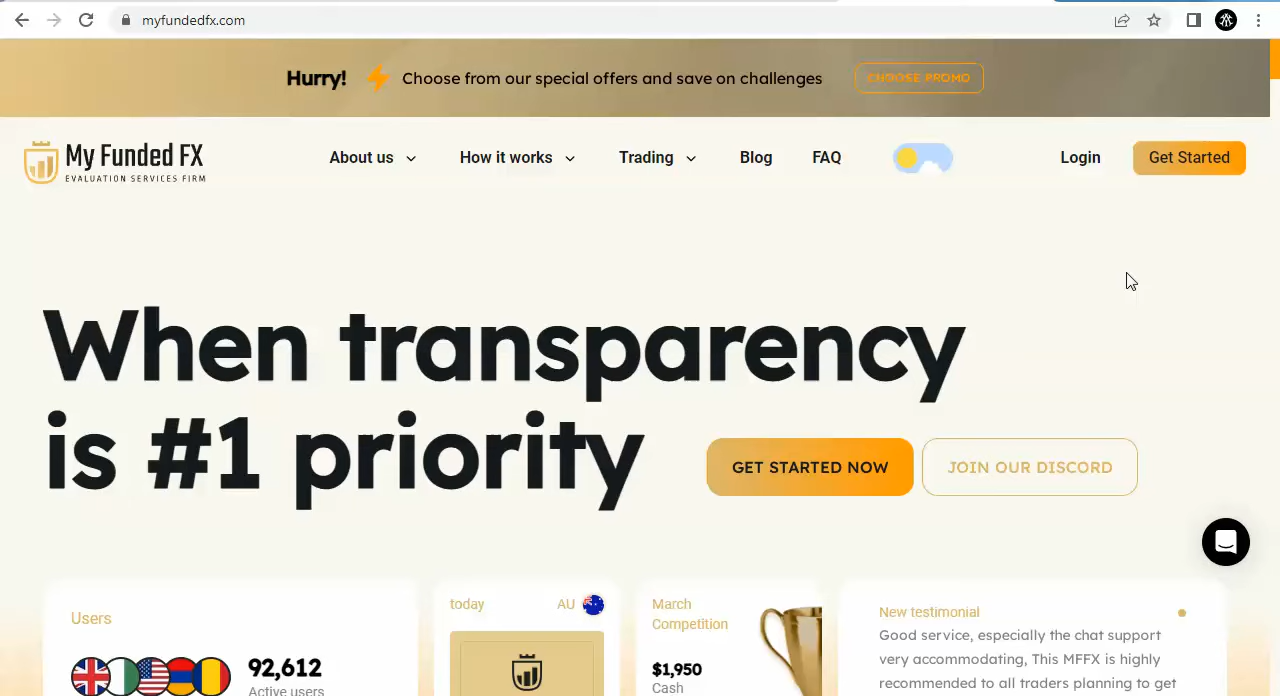 myfundedfx.com
Hurry! Choose from our special offers and save on challenges CHOOSE PROMO
My Funded FX
EVALUATION SERVICES FIRM
About us How it works Trading Blog FAQ Login Get Started
When transparency
is #1 priority
GET STARTED NOW JOIN OUR DISCORD
Users
92,612
Active users
today AU
March
Competition
$1,950
Cash
New testimonial
Good service, especially the chat support
very accommodating, This MFFX is highly
recommended to all traders planning to get